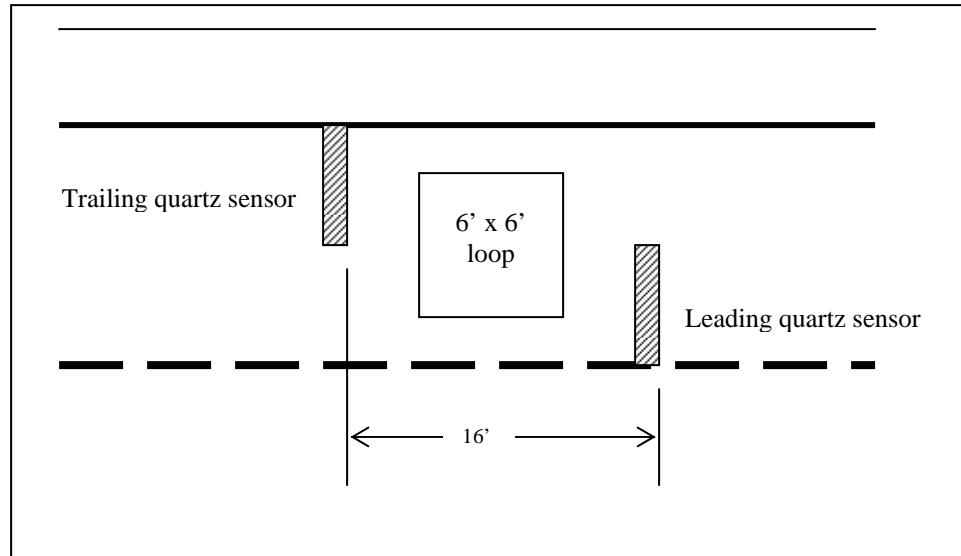 Trailing quartz sensor
6’ x 6’
loop
Leading quartz sensor
16’